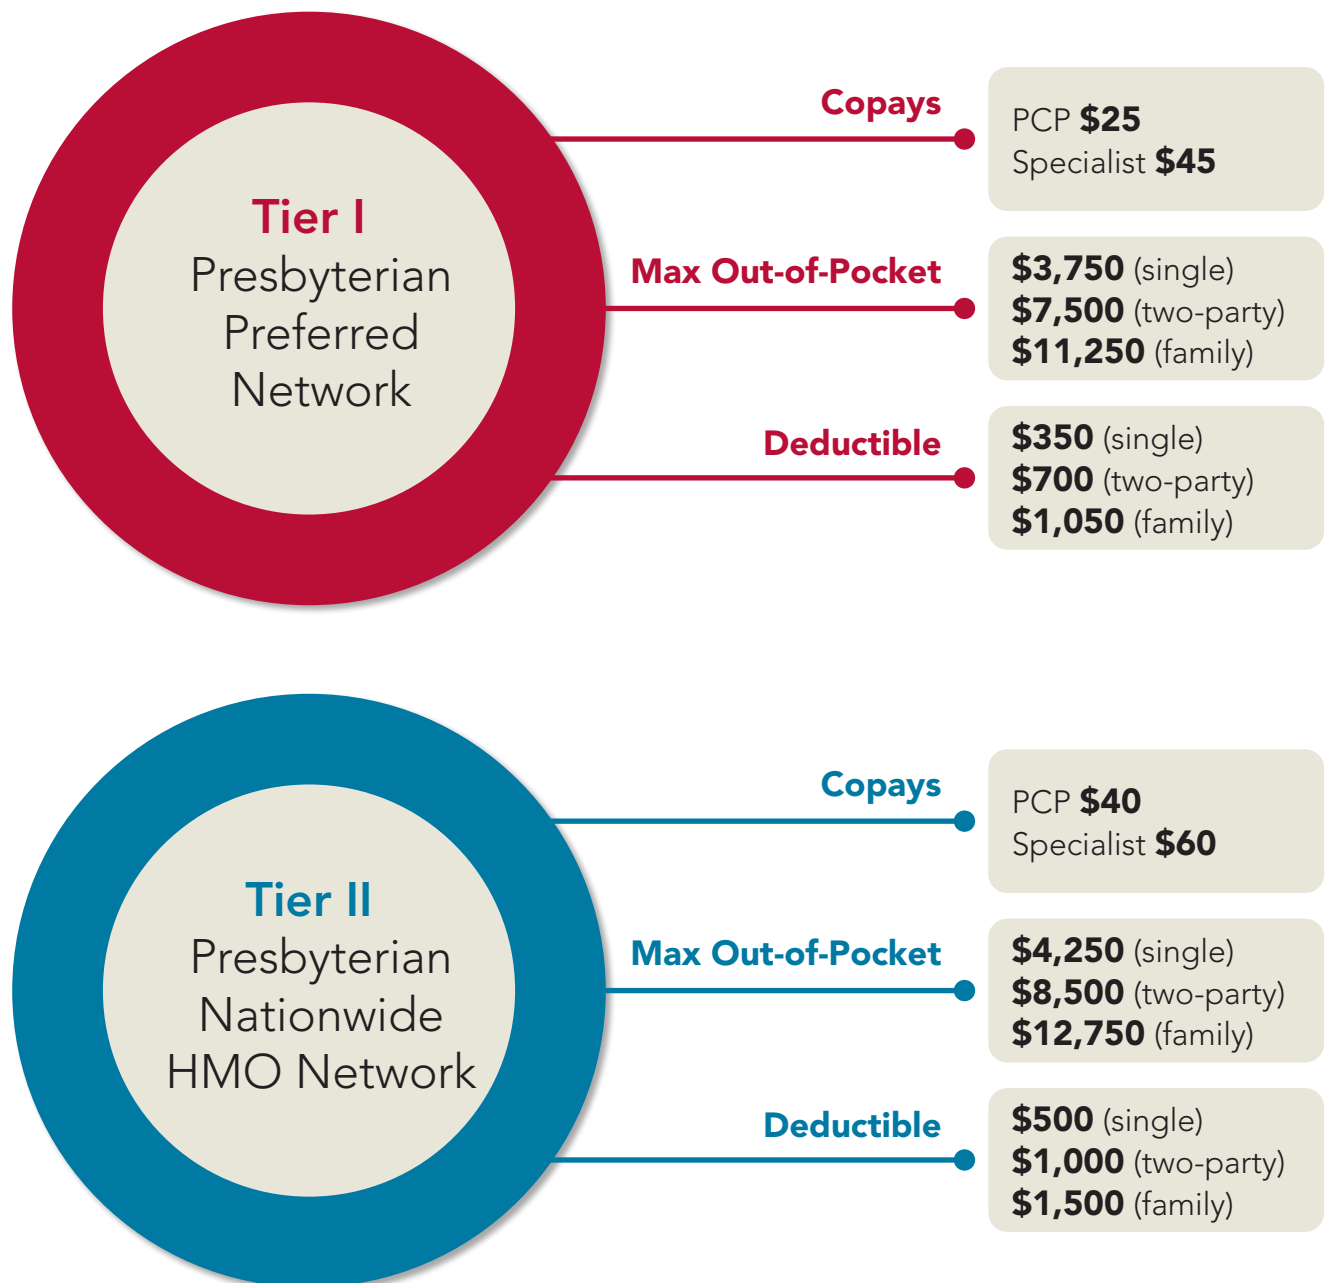 Tier I
Presbyterian
Preferred
Network
Copays
PCP $25
Specialist $45
Max Out-of-Pocket
$3,750 (single)
$7,500 (two-party)
$11,250 (family)
Deductible
$350 (single)
$700 (two-party)
$1,050 (family)
Tier II
Presbyterian
Nationwide
HMO Network
Copays
PCP $40
Specialist $60
Max Out-of-Pocket
$4,250 (single)
$8,500 (two-party)
$12,750 (family)
Deductible
$500 (single)
$1,000 (two-party)
$1,500 (family)